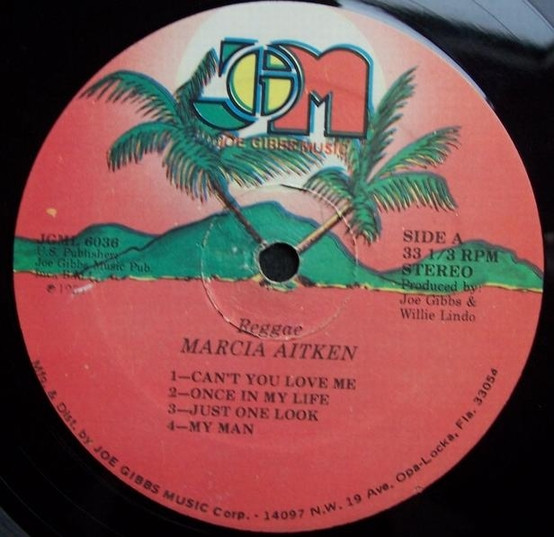 JGM
JOE GIBBS MUSIC
JGML 6036
U.S. Publisher:
Joe Gibbs Music Pub.
SIDE A
33 1/3 RPM
STEREO
Produced by:
Joe Gibbs &
Willie Lindo
Reggae
MARCIA AITKEN
1—CAN'T YOU LOVE ME
2—ONCE IN MY LIFE
3—JUST ONE LOOK
4—MY MAN
Mfg. & Dist. by JOE GIBBS MUSIC Corp. - 14097 N.W. 19 Ave. Opa-Locka, Fla. 33054